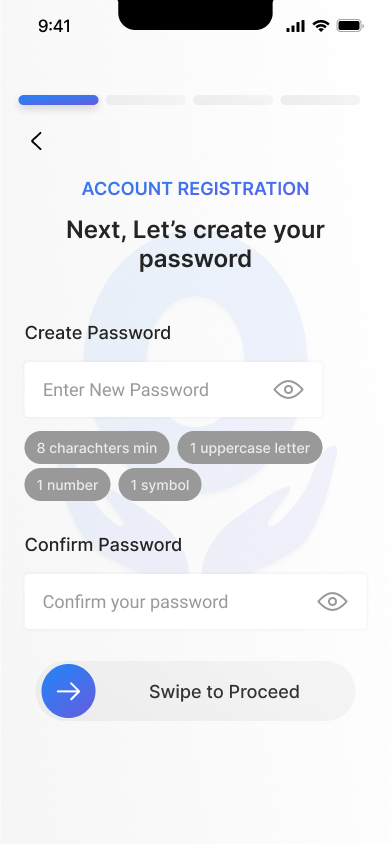 9:41
ACCOUNT REGISTRATION
Next, Let’s create your
password
Create Password
Enter New Password
8 charachters min
1 uppercase letter
1 number
1 symbol
Confirm Password
Confirm your password
Swipe to Proceed